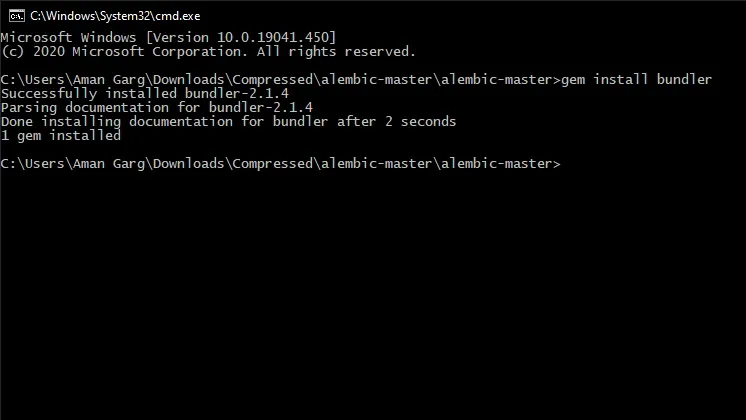 C:\Windows\System32\cmd.exe
Microsoft Windows [Version 10.0.19041.450]
(c) 2020 Microsoft Corporation. All rights reserved.
C:\Users\Aman Garg\Downloads\Compressed\alembic-master\alembic-master>gem install bundler
Successfully installed bundler-2.1.4
Parsing documentation for bundler-2.1.4
Done installing documentation for bundler after 2 seconds
1 gem installed
C:\Users\Aman Garg\Downloads\Compressed\alembic-master\alembic-master>